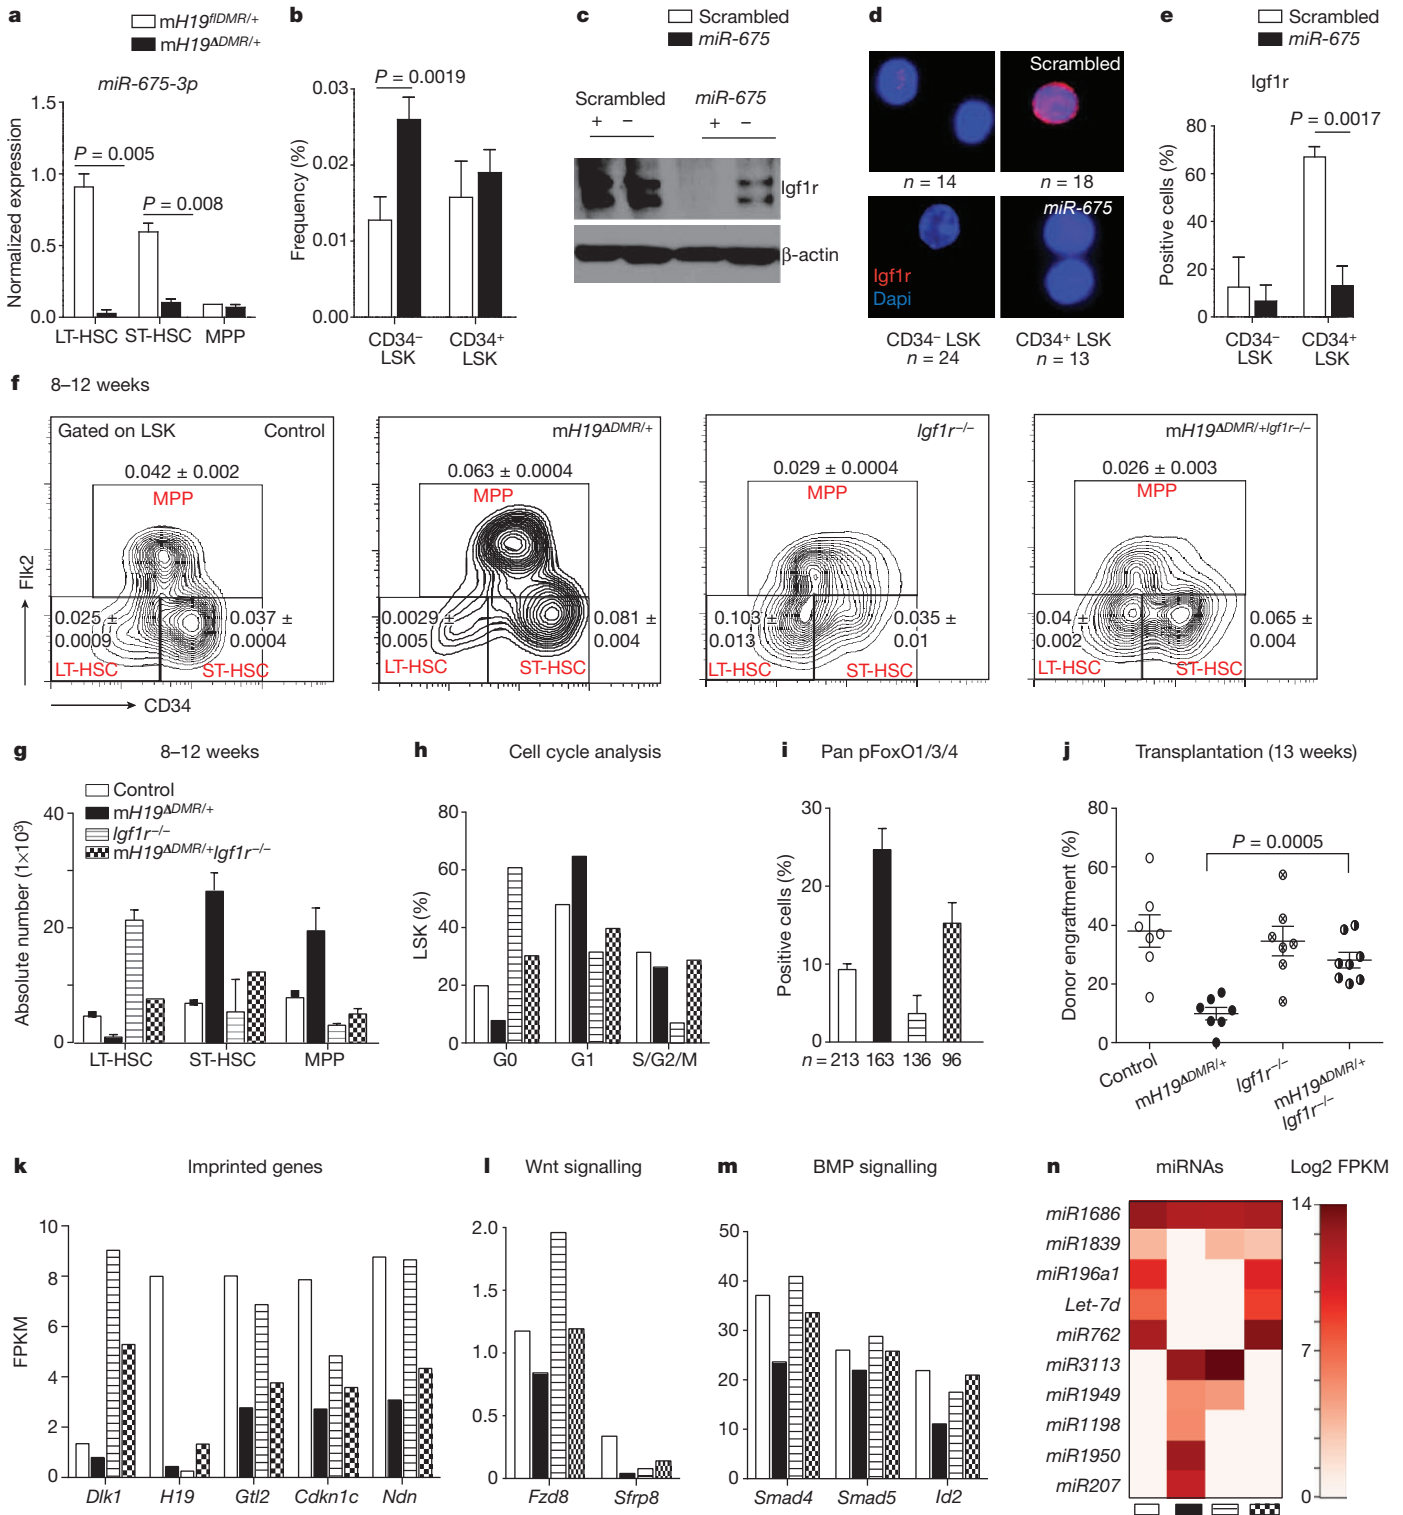 a
mH19flDMR/+
mH19ΔDMR/+
miR-675-3p
Normalized expression
1.5
1.0
0.5
0.0
P = 0.005
P = 0.008
LT-HSC ST-HSC MPP
b
Frequency (%)
0.03
0.02
0.01
0.00
P = 0.0019
CD34– LSK
CD34+ LSK
c
Scrambled
miR-675
Scrambled miR-675
+ – + –
Igf1r
β-actin
d
Scrambled
n = 14 n = 18
miR-675
Igf1r
Dapi
CD34– LSK CD34+ LSK
n = 24 n = 13
e
Scrambled
miR-675
Igf1r
P = 0.0017
Positive cells (%)
80
60
40
20
0
CD34– LSK
CD34+ LSK
f 8–12 weeks
Gated on LSK Control
0.042 ± 0.002
MPP
0.025 ± 0.0009
0.037 ± 0.0004
LT-HSC ST-HSC
Flk2
CD34
mH19ΔDMR/+
0.063 ± 0.0004
MPP
0.0029 ± 0.005
0.081 ± 0.004
LT-HSC ST-HSC
Igf1r–/–
0.029 ± 0.0004
MPP
0.103 ± 0.013
0.035 ± 0.01
LT-HSC ST-HSC
mH19ΔDMR/+Igf1r–/–
0.026 ± 0.003
MPP
0.04 ± 0.002
0.065 ± 0.004
LT-HSC ST-HSC
g 8–12 weeks
Control
mH19ΔDMR/+
Igf1r–/–
mH19ΔDMR/+Igf1r–/–
Absolute number (1×10³)
40
20
0
LT-HSC ST-HSC MPP
h Cell cycle analysis
LSK (%)
80
60
40
20
0
G0 G1 S/G2/M
i Pan pFoxO1/3/4
Positive cells (%)
30
20
10
0
n = 213 163 136 96
j Transplantation (13 weeks)
P = 0.0005
Donor engraftment (%)
80
60
40
20
0
Control
mH19ΔDMR/+
Igf1r–/–
mH19ΔDMR/+
Igf1r–/–
k Imprinted genes
FPKM
10
8
6
4
2
0
Dlk1 H19 Gtl2 Cdkn1c Ndn
l Wnt signalling
2.0
1.5
1.0
0.5
0
Fzd8 Sfrp8
m BMP signalling
50
40
30
20
10
0
Smad4 Smad5 Id2
n miRNAs Log2 FPKM
miR1686
miR1839
miR196a1
Let-7d
miR762
miR3113
miR1949
miR1198
miR1950
miR207
14
7
0